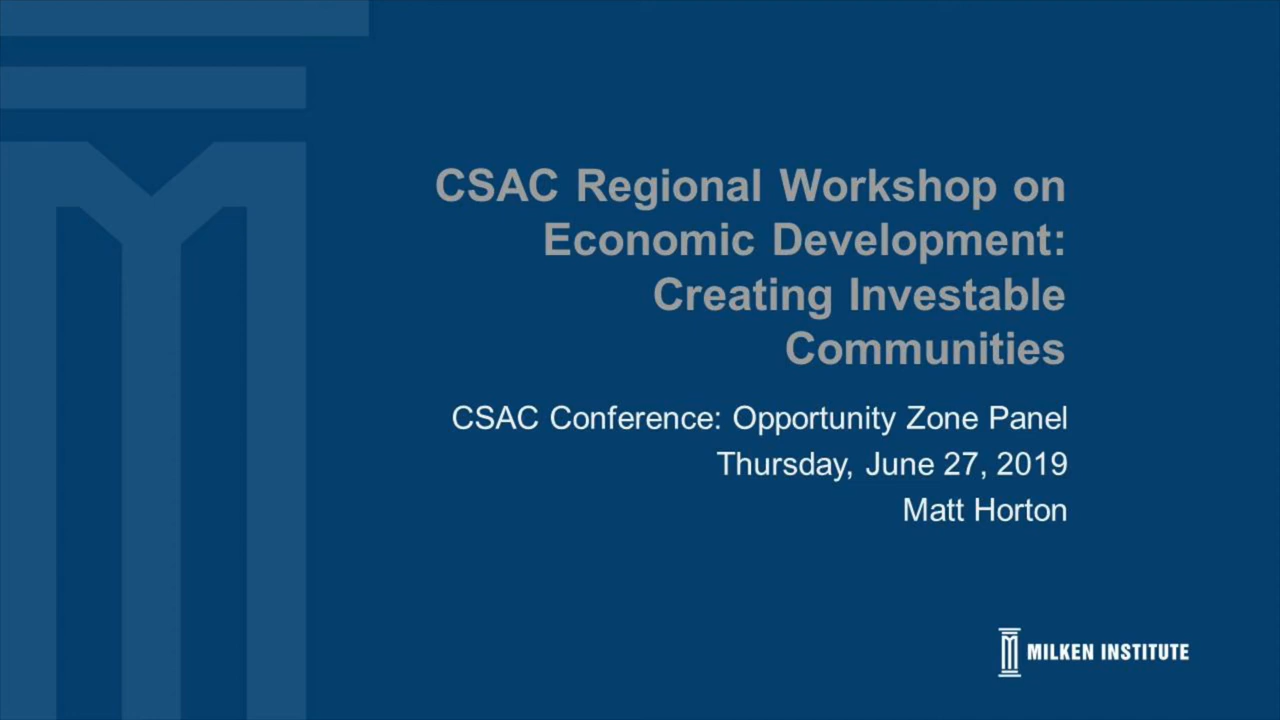 CSAC Regional Workshop on
Economic Development:
Creating Investable
Communities
CSAC Conference: Opportunity Zone Panel
Thursday, June 27, 2019
Matt Horton
MILKEN INSTITUTE